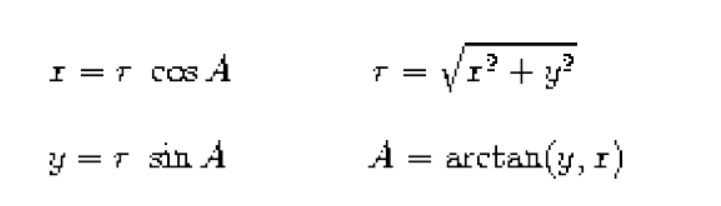 x = r cos A r = √x² + y²
y = r sin A A = arctan(y, x)